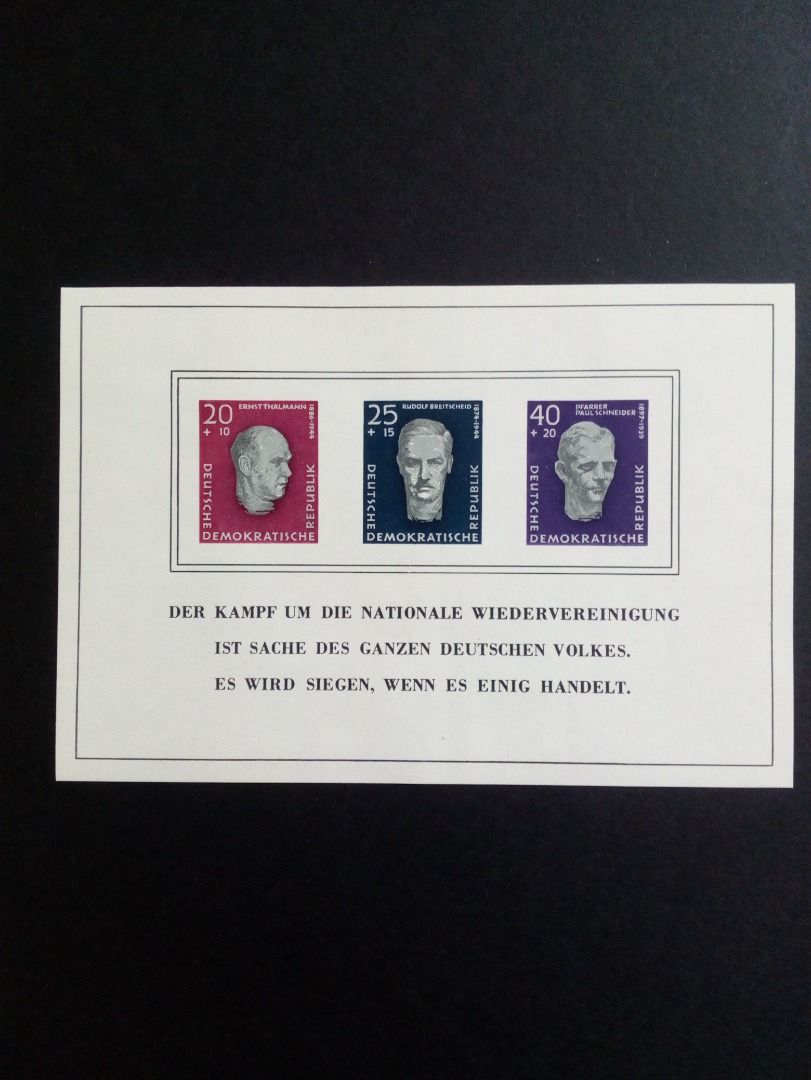 20
+ 10
ERNST THÄLMANN
1886-1944
DEUTSCHE
DEMOKRATISCHE
REPUBLIK
25
+ 15
RUDOLF BREITSCHEID
1874-1944
DEUTSCHE
DEMOKRATISCHE
REPUBLIK
40
+ 20
PFARRER
PAUL SCHNEIDER
1897-1939
DEUTSCHE
DEMOKRATISCHE
REPUBLIK
DER KAMPF UM DIE NATIONALE WIEDERVEREINIGUNG
IST SACHE DES GANZEN DEUTSCHEN VOLKES.
ES WIRD SIEGEN, WENN ES EINIG HANDELT.